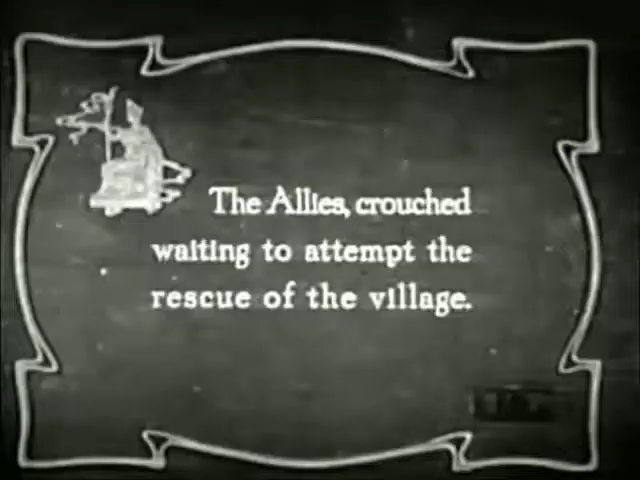 The Allies, crouched
waiting to attempt the
rescue of the village.